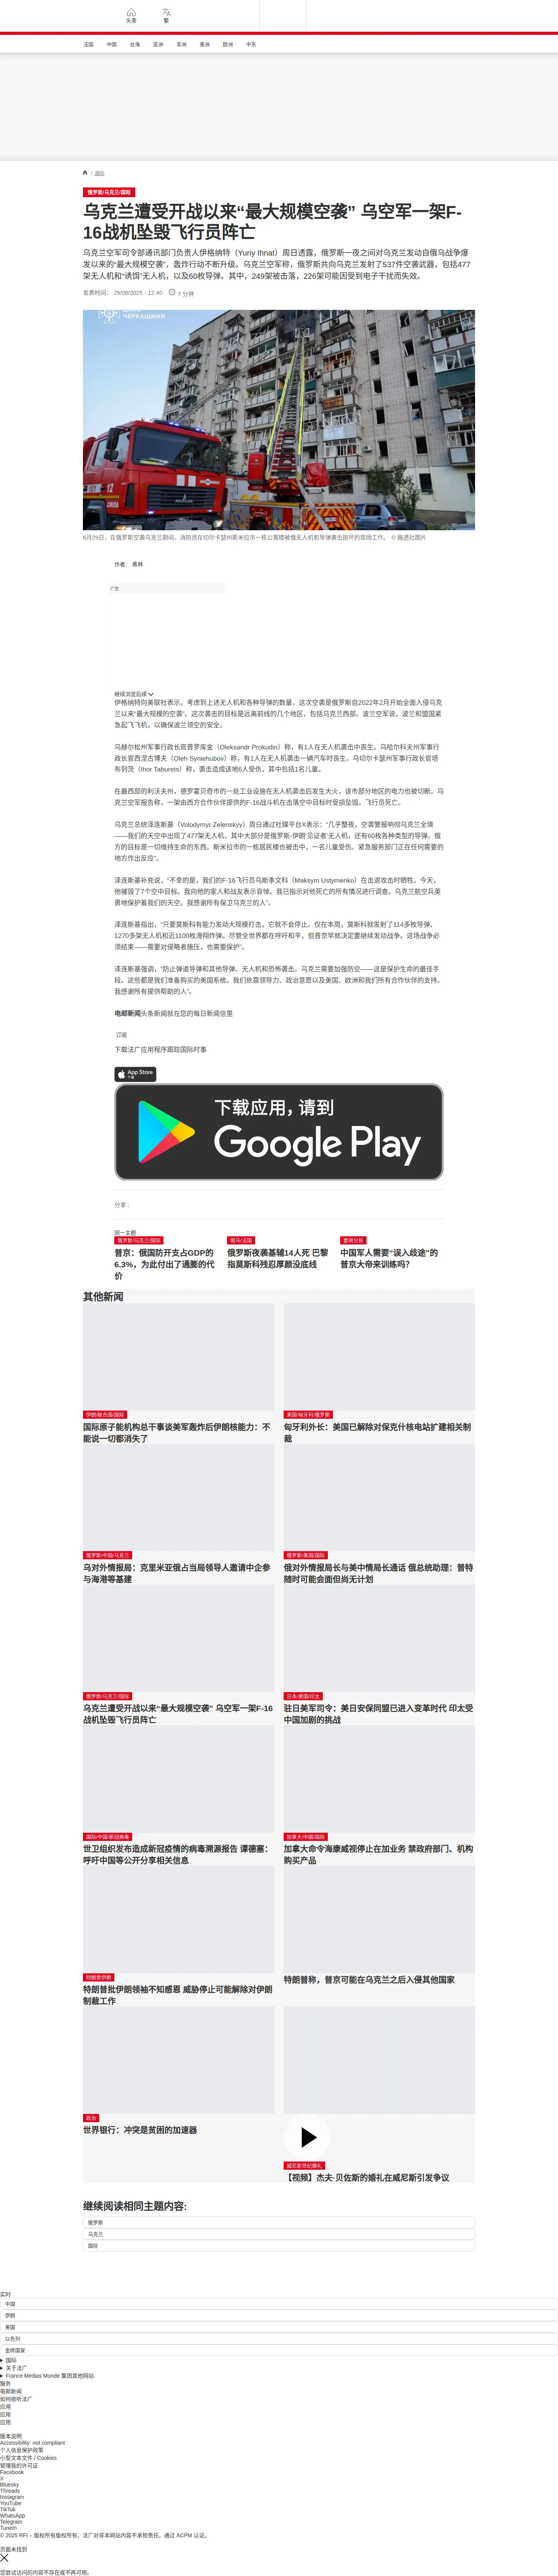 头条
繁
法国
中国
台海
亚洲
非洲
美洲
欧洲
中东
/ 国际
俄罗斯/乌克兰/国际
乌克兰遭受开战以来“最大规模空袭” 乌空军一架F-
16战机坠毁飞行员阵亡
乌克兰空军司令部通讯部门负责人伊格纳特（Yuriy Ihnat）周日透露，俄罗斯一夜之间对乌克兰发动自俄乌战争爆
发以来的“最大规模空袭”，轰炸行动不断升级。乌克兰空军称，俄罗斯共向乌克兰发射了537件空袭武器，包括477
架无人机和“诱饵”无人机，以及60枚导弹。其中，249架被击落，226架可能因受到电子干扰而失效。
发表时间： 29/06/2025 - 12:40
7 分钟
ЧЕРКАЩИНИ
6月29日，在俄罗斯空袭乌克兰期间，消防员在切尔卡瑟州斯米拉市一栋公寓楼被俄无人机和导弹袭击损坏的现场工作。 © 路透社图片
作者： 弗林
广告
继续浏览后续
伊格纳特向美联社表示，考虑到上述无人机和各种导弹的数量，这次空袭是俄罗斯自2022年2月开始全面入侵乌克
兰以来“最大规模的空袭”。这次袭击的目标是远离前线的几个地区，包括乌克兰西部。波兰空军说，波兰和盟国紧
急起飞飞机，以确保波兰领空的安全。
乌赫尔松州军事行政长官普罗库金（Oleksandr Prokudin）称，有1人在无人机袭击中丧生。乌哈尔科夫州军事行
政长官西涅古博夫（Oleh Syniehubov）称，有1人在无人机袭击一辆汽车时丧生。乌切尔卡瑟州军事行政长官塔
布列茨（Ihor Taburets）称，袭击造成该地6人受伤，其中包括1名儿童。
在最西部的利沃夫州，德罗霍贝奇市的一处工业设施在无人机袭击后发生大火，该市部分地区的电力也被切断。乌
克兰空军报告称，一架由西方合作伙伴提供的F-16战斗机在击落空中目标时受损坠毁。飞行员死亡。
乌克兰总统泽连斯基（Volodymyr Zelenskyy）周日通过社媒平台X表示：“几乎整夜，空袭警报响彻乌克兰全境
——我们的天空中出现了477架无人机，其中大部分是俄罗斯-伊朗‘见证者’无人机，还有60枚各种类型的导弹。俄
方的目标是一切维持生命的东西。斯米拉市的一栋居民楼也被击中，一名儿童受伤。紧急服务部门正在任何需要的
地方作出反应”。
泽连斯基补充说，“不幸的是，我们的F-16飞行员乌斯季文科（Maksym Ustymenko）在击退攻击时牺牲。今天，
他摧毁了7个空中目标。我向他的家人和战友表示哀悼。我已指示对他死亡的所有情况进行调查。乌克兰航空兵英
勇地保护着我们的天空。我感谢所有保卫乌克兰的人”。
泽连斯基指出，“只要莫斯科有能力发动大规模打击，它就不会停止。仅在本周，莫斯科就发射了114多枚导弹、
1270多架无人机和近1100枚滑翔炸弹。尽管全世界都在呼吁和平，但普京早就决定要继续发动战争。这场战争必
须结束——需要对侵略者施压，也需要保护”。
泽连斯基强调，“防止弹道导弹和其他导弹、无人机和恐怖袭击。乌克兰需要加强防空——这是保护生命的最佳手
段。这些都是我们准备购买的美国系统。我们依靠领导力、政治意愿以及美国、欧洲和我们所有合作伙伴的支持。
我感谢所有提供帮助的人”。
电邮新闻头条新闻就在您的每日新闻信里
订阅
下载法广应用程序跟踪国际时事
App Store
下载
下载应用，请到
Google Play
分享 :
同一主题
俄罗斯/乌克兰/国际
普京：俄国防开支占GDP的
6.3%，为此付出了通膨的代
价
俄乌/法国
俄罗斯夜袭基辅14人死 巴黎
指莫斯科残忍厚颜没底线
要闻分析
中国军人需要“误入歧途”的
普京大帝来训练吗？
其他新闻
伊朗/联合国/国际
国际原子能机构总干事谈美军轰炸后伊朗核能力：不
能说一切都消失了
美国/匈牙利/俄罗斯
匈牙利外长：美国已解除对保克什核电站扩建相关制
裁
俄罗斯/中国/乌克兰
乌对外情报局：克里米亚俄占当局领导人邀请中企参
与海港等基建
俄罗斯/美国/国际
俄对外情报局长与美中情局长通话 俄总统助理：普特
随时可能会面但尚无计划
俄罗斯/乌克兰/国际
乌克兰遭受开战以来“最大规模空袭” 乌空军一架F-16
战机坠毁飞行员阵亡
日本/美国/印太
驻日美军司令：美日安保同盟已进入变革时代 印太受
中国加剧的挑战
国际/中国/新冠病毒
世卫组织发布造成新冠疫情的病毒溯源报告 谭德塞：
呼吁中国等公开分享相关信息
加拿大/中国/国际
加拿大命令海康威视停止在加业务 禁政府部门、机构
购买产品
特朗普伊朗
特朗普批伊朗领袖不知感恩 威胁停止可能解除对伊朗
制裁工作
特朗普称，普京可能在乌克兰之后入侵其他国家
政治
世界银行：冲突是贫困的加速器
威尼斯世纪婚礼
【视频】杰夫·贝佐斯的婚礼在威尼斯引发争议
继续阅读相同主题内容:
俄罗斯
乌克兰
国际
实时
中国
伊朗
美国
以色列
金砖国家
国际
关于法广
France Médias Monde 集团其他网站
服务
电邮新闻
如何收听法广
应用
应用
应用
版本说明
Accessibility: not compliant
个人信息保护政策
小型文本文件 / Cookies
管理我的许可证
Facebook
X
Bluesky
Threads
Instagram
YouTube
TikTok
WhatsApp
Telegram
TuneIn
© 2025 RFI – 版权所有版权所有。法广对非本网站内容不承担责任。通过 ACPM 认证。
页面未找到
您尝试访问的内容不存在或不再可用。